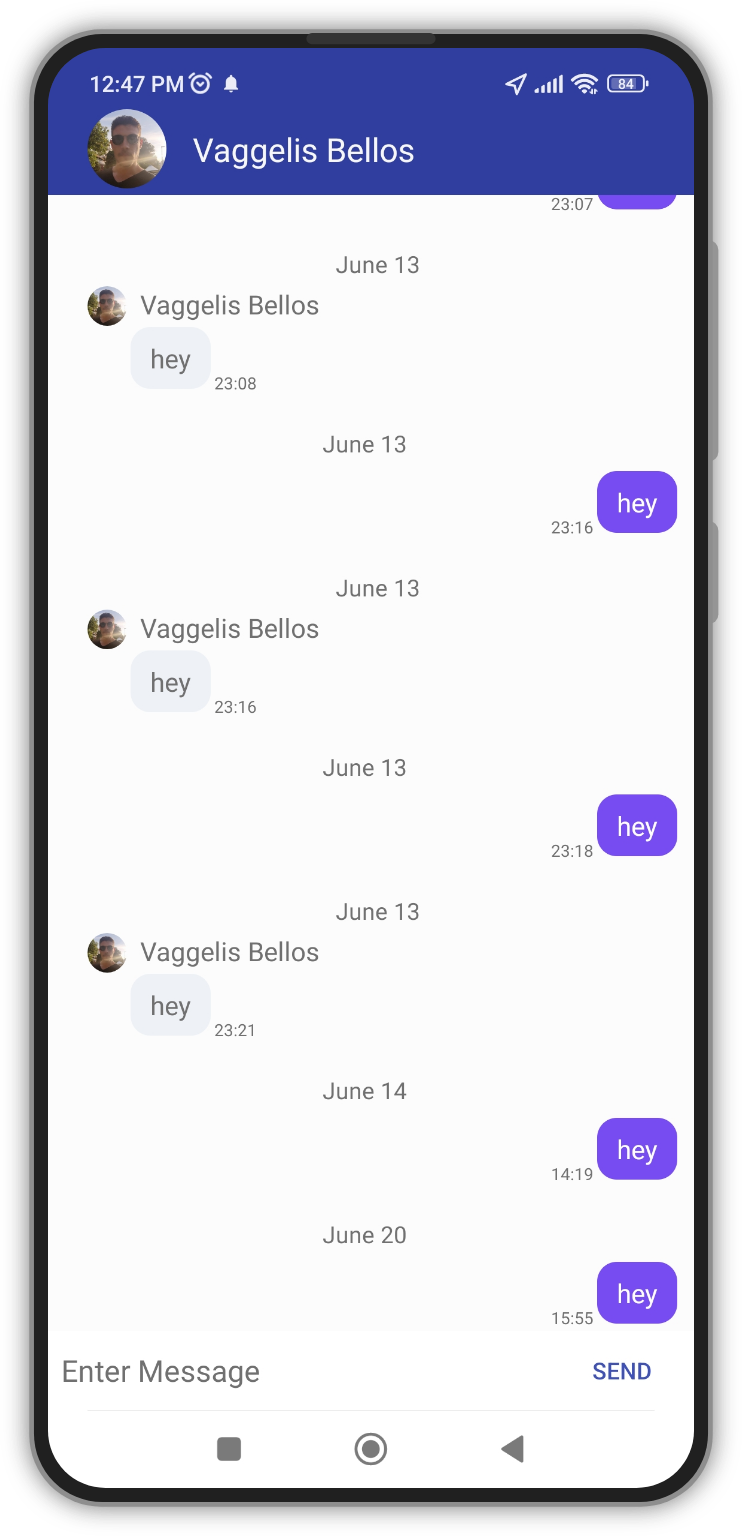 12:47 PM 84
Vaggelis Bellos
23:07
June 13
Vaggelis Bellos
hey
23:08
June 13
hey
23:16
June 13
Vaggelis Bellos
hey
23:16
June 13
hey
23:18
June 13
Vaggelis Bellos
hey
23:21
June 14
hey
14:19
June 20
hey
15:55
Enter Message SEND